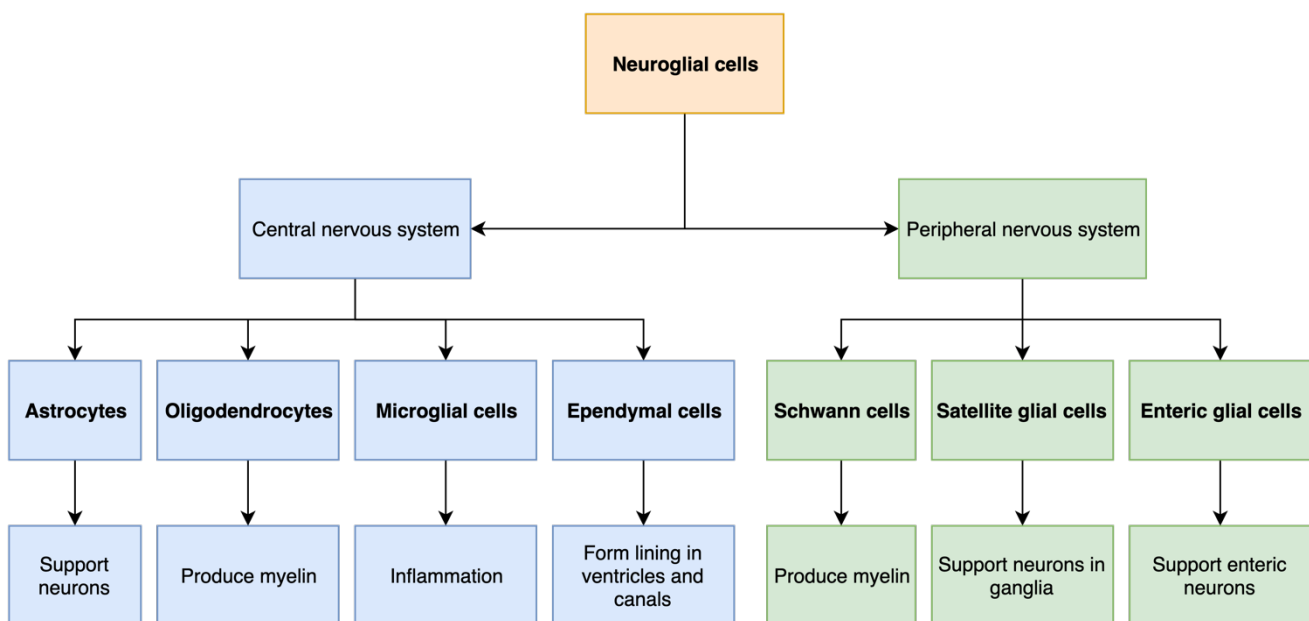 Neuroglial cells
Central nervous system
Peripheral nervous system
Astrocytes
Oligodendrocytes
Microglial cells
Ependymal cells
Schwann cells
Satellite glial cells
Enteric glial cells
Support
neurons
Produce myelin
Inflammation
Form lining in
ventricles and
canals
Produce myelin
Support neurons in
ganglia
Support enteric
neurons